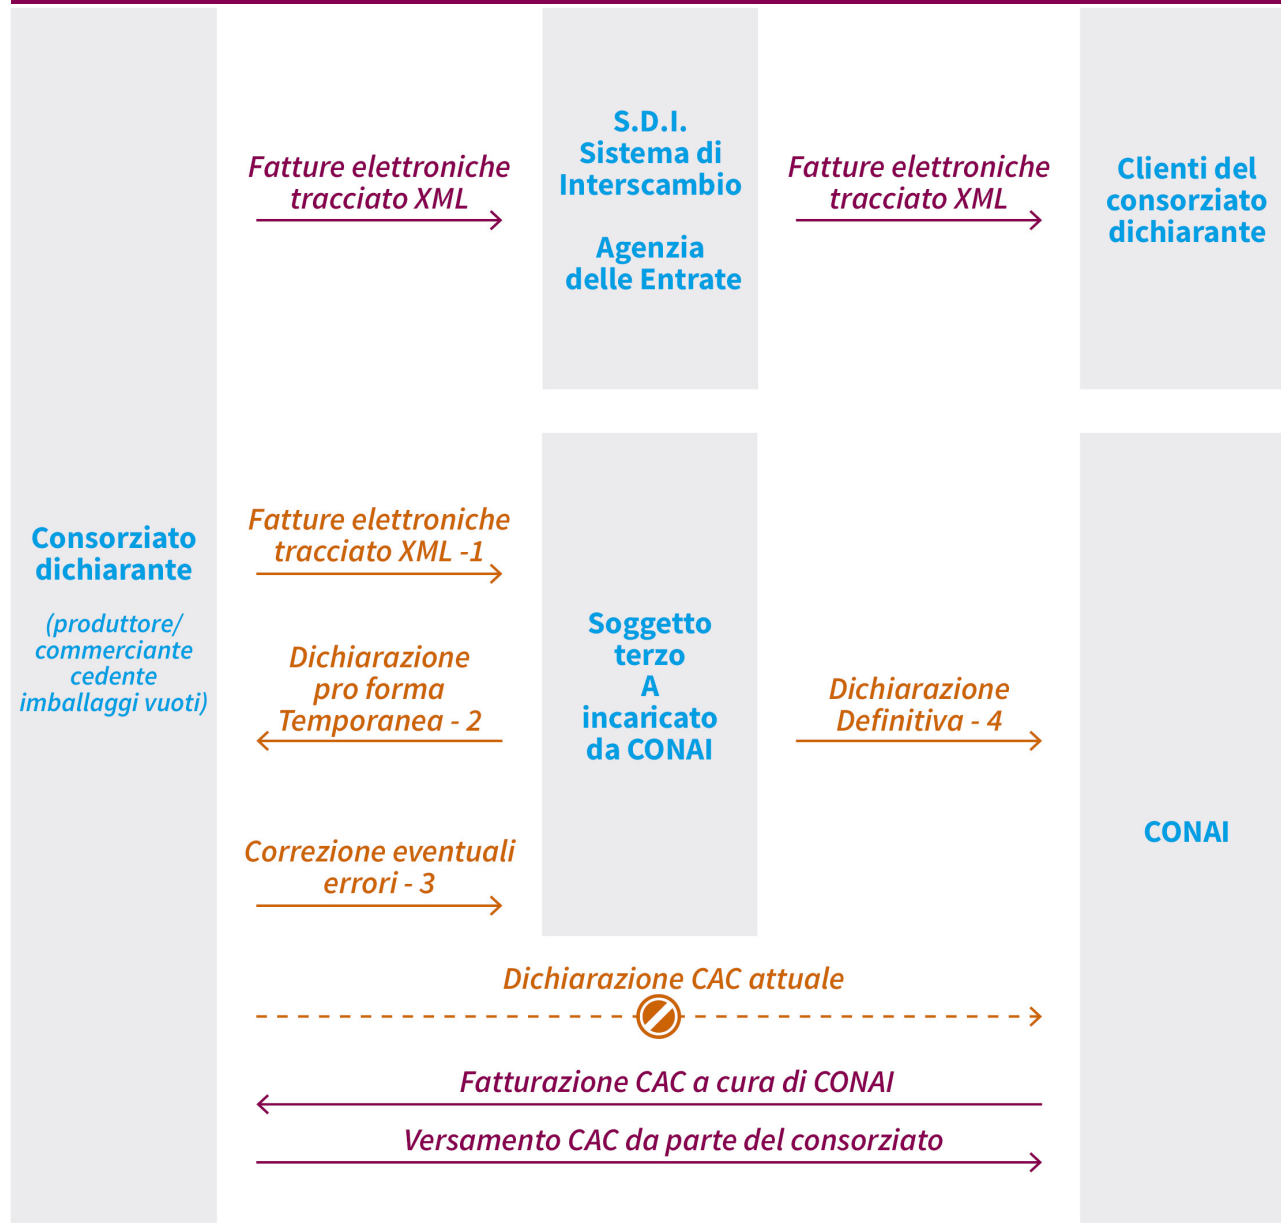 Fatture elettroniche
tracciato XML
S.D.I.
Sistema di
Interscambio
Agenzia
delle Entrate
Fatture elettroniche
tracciato XML
Clienti del
consorziato
dichiarante
Consorziato
dichiarante
(produttore/
commerciante
cedente
imballaggi vuoti)
Fatture elettroniche
tracciato XML -1
Dichiarazione
pro forma
Temporanea - 2
Correzione eventuali
errori - 3
Soggetto
terzo
A
incaricato
da CONAI
Dichiarazione
Definitiva - 4
CONAI
Dichiarazione CAC attuale
Fatturazione CAC a cura di CONAI
Versamento CAC da parte del consorziato